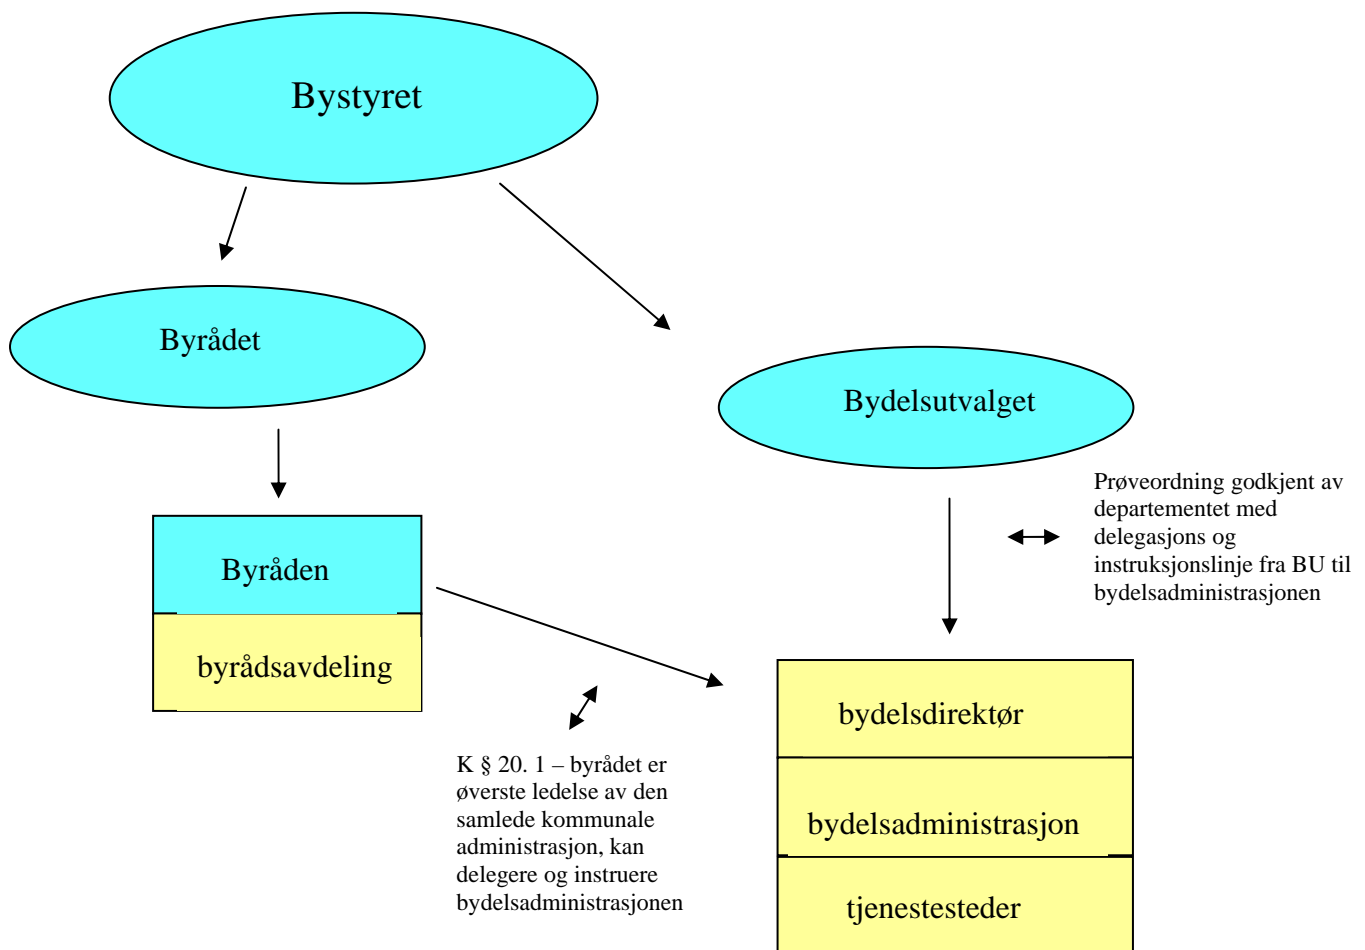 Bystyret
Byrådet
Bydelsutvalget
Prøveordning godkjent av
departementet med
delegasjons og
instruksjonslinje fra BU til
bydelsadministrasjonen
Byråden
byrådsavdeling
K § 20. 1 – byrådet er
øverste ledelse av den
samlede kommunale
administrasjon, kan
delegere og instruere
bydelsadministrasjonen
bydelsdirektør
bydelsadministrasjon
tjenestesteder